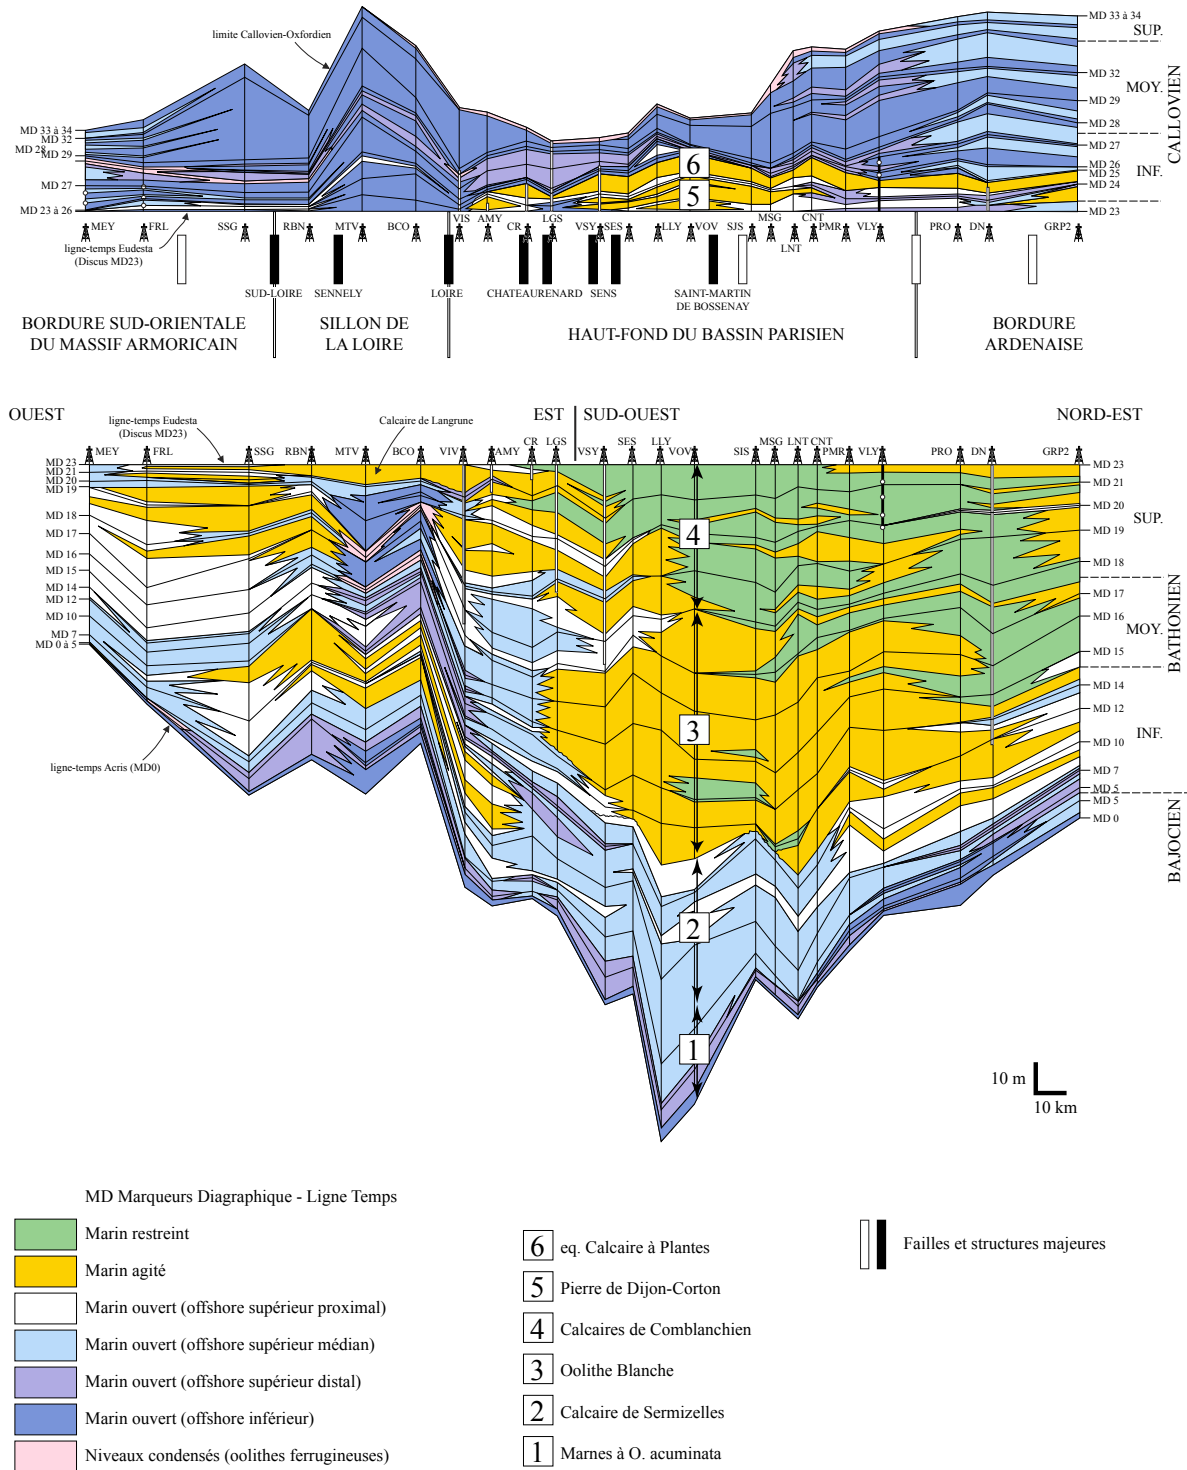 limite Callovien-Oxfordien
MD 33 à 34
MD 32
MD 28
MD 29
MD 27
MD 23 à 26
ligne-temps Eudesta
(Discus MD23)
MD 33 à 34
MD 32
MD 29
MD 28
MD 27
MD 26
MD 25
MD 24
MD 23
SUP.
MOY.
INF.
CALLOVIEN
6
5
MEY FRL SSG RBN MTV BCO VIS AMY CR LGS VSY SES LLY VOV SJS MSG LNT CNT PMR VLY PRO DN GRP2
SUD-LOIRE SENNELY LOIRE CHATEAURENARD SENS SAINT-MARTIN
DE BOSSENAY
BORDURE SUD-ORIENTALE
DU MASSIF ARMORICAIN
SILLON DE
LA LOIRE
HAUT-FOND DU BASSIN PARISIEN
BORDURE
ARDENAISE
OUEST
EST
SUD-OUEST
NORD-EST
ligne-temps Eudesta
(Discus MD23)
Calcaire de Langrune
MEY FRL SSG RBN MTV BCO VIV AMY CR LGS VSY SES LLY VOV SIS MSG LNT CNT PMR VLY PRO DN GRP2
MD 23
MD 21
MD 20
MD 19
MD 18
MD 17
MD 16
MD 15
MD 14
MD 12
MD 10
MD 7
MD 0 à 5
ligne-temps Acris (MD0)
MD 23
MD 21
MD 20
MD 19
MD 18
MD 17
MD 16
MD 15
MD 14
MD 12
MD 10
MD 7
MD 5
MD 5
MD 0
SUP.
MOY.
INF.
BATHONIEN
BAJOCIEN
4
3
2
1
10 m
10 km
MD Marqueurs Diagraphique - Ligne Temps
Marin restreint
Marin agité
Marin ouvert (offshore supérieur proximal)
Marin ouvert (offshore supérieur médian)
Marin ouvert (offshore supérieur distal)
Marin ouvert (offshore inférieur)
Niveaux condensés (oolithes ferrugineuses)
6 eq. Calcaire à Plantes
5 Pierre de Dijon-Corton
4 Calcaires de Comblanchien
3 Oolithe Blanche
2 Calcaire de Sermizelles
1 Marnes à O. acuminata
Failles et structures majeures